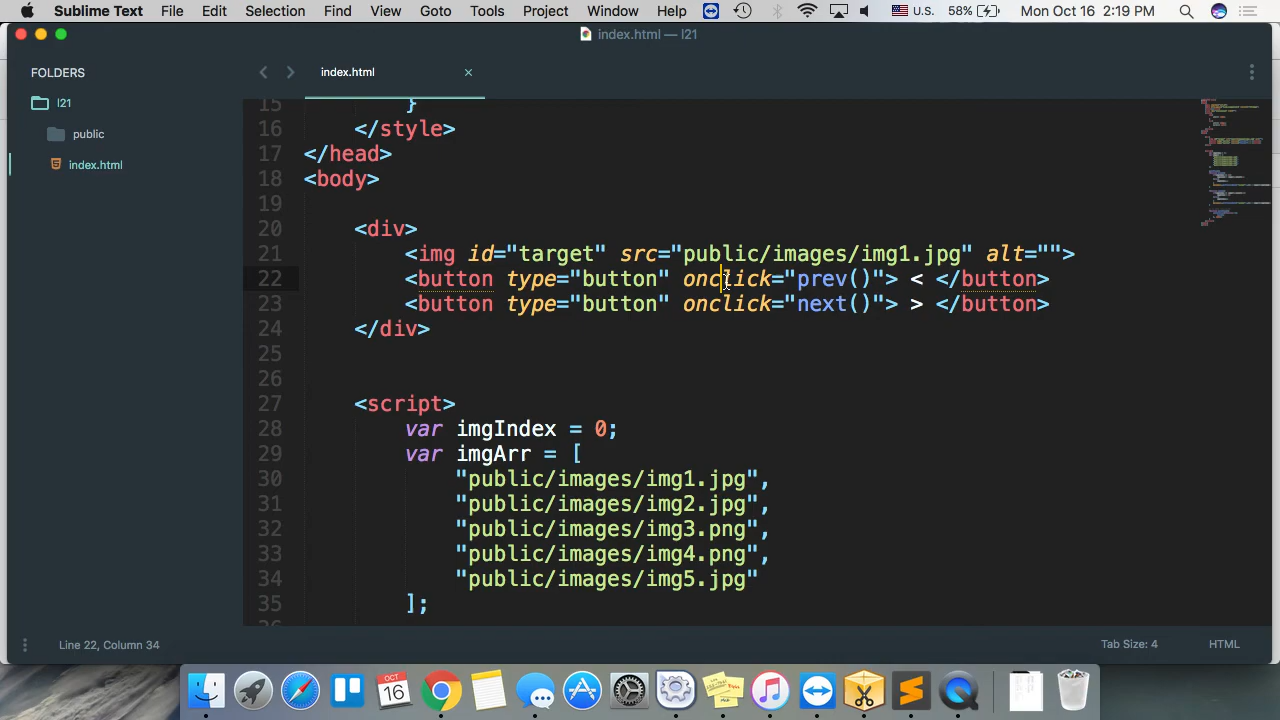 Sublime Text File Edit Selection Find View Goto Tools Project Window Help U.S. 58% Mon Oct 16 2:19 PM
index.html — l21
FOLDERS
l21
public
index.html
index.html ×
15 }
16 </style>
17 </head>
18 <body>
19
20 <div>
21 <img id="target" src="public/images/img1.jpg" alt="">
22 <button type="button" onclick="prev()"> < </button>
23 <button type="button" onclick="next()"> > </button>
24 </div>
25
26
27 <script>
28 var imgIndex = 0;
29 var imgArr = [
30 "public/images/img1.jpg",
31 "public/images/img2.jpg",
32 "public/images/img3.png",
33 "public/images/img4.png",
34 "public/images/img5.jpg"
35 ];
Line 22, Column 34 Tab Size: 4 HTML
OCT
16